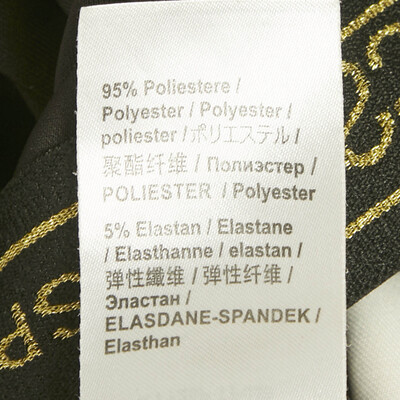 95% Poliestere /
Polyester / Polyester /
poliester /ポリエステル/
聚酯纤维 / Полиэстер /
POLIESTER / Polyester
5% Elastan / Elastane
/ Elasthanne / elastan /
弹性纖维 / 弹性纤维 /
Эластан /
ELASDANE-SPANDEK /
Elasthan